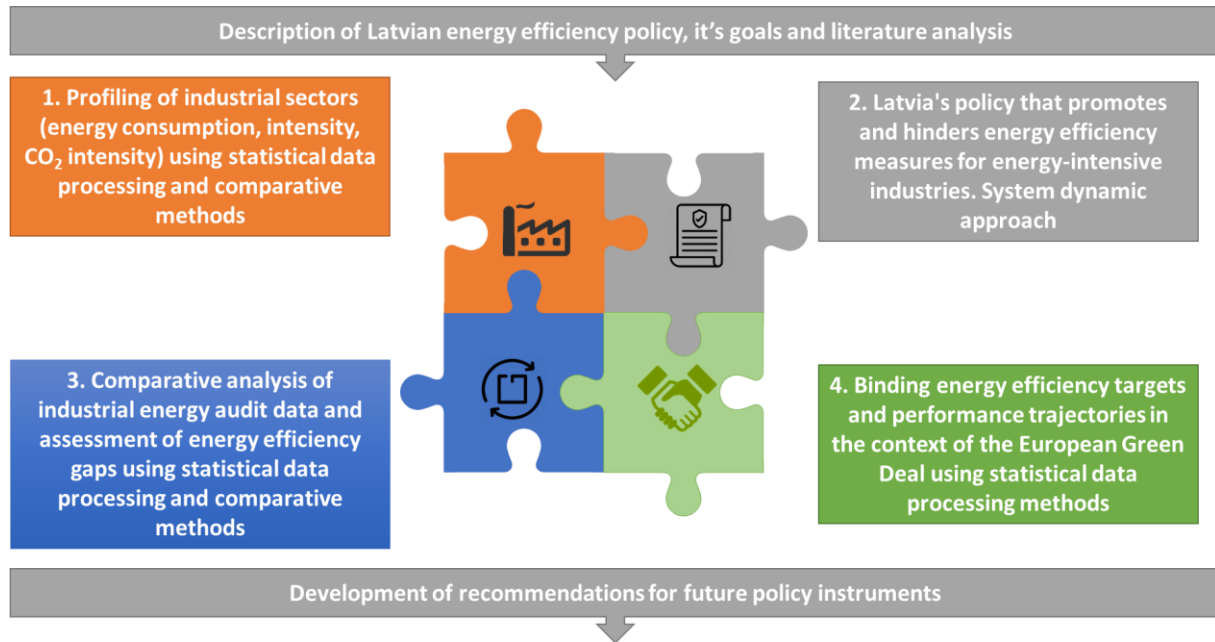 Description of Latvian energy efficiency policy, it's goals and literature analysis
1. Profiling of industrial sectors
(energy consumption, intensity,
CO₂ intensity) using statistical data
processing and comparative
methods
2. Latvia's policy that promotes
and hinders energy efficiency
measures for energy-intensive
industries. System dynamic
approach
3. Comparative analysis of
industrial energy audit data and
assessment of energy efficiency
gaps using statistical data
processing and comparative
methods
4. Binding energy efficiency targets
and performance trajectories in
the context of the European Green
Deal using statistical data
processing methods
Development of recommendations for future policy instruments